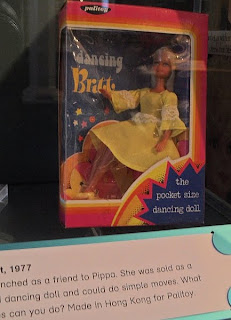 palitoy
dancing
Britt
the
pocket size
dancing doll
t, 1977
nched as a friend to Pippa. She was sold as a
dancing doll and could do simple moves. What
s can you do? Made in Hong Kong for Palitoy.